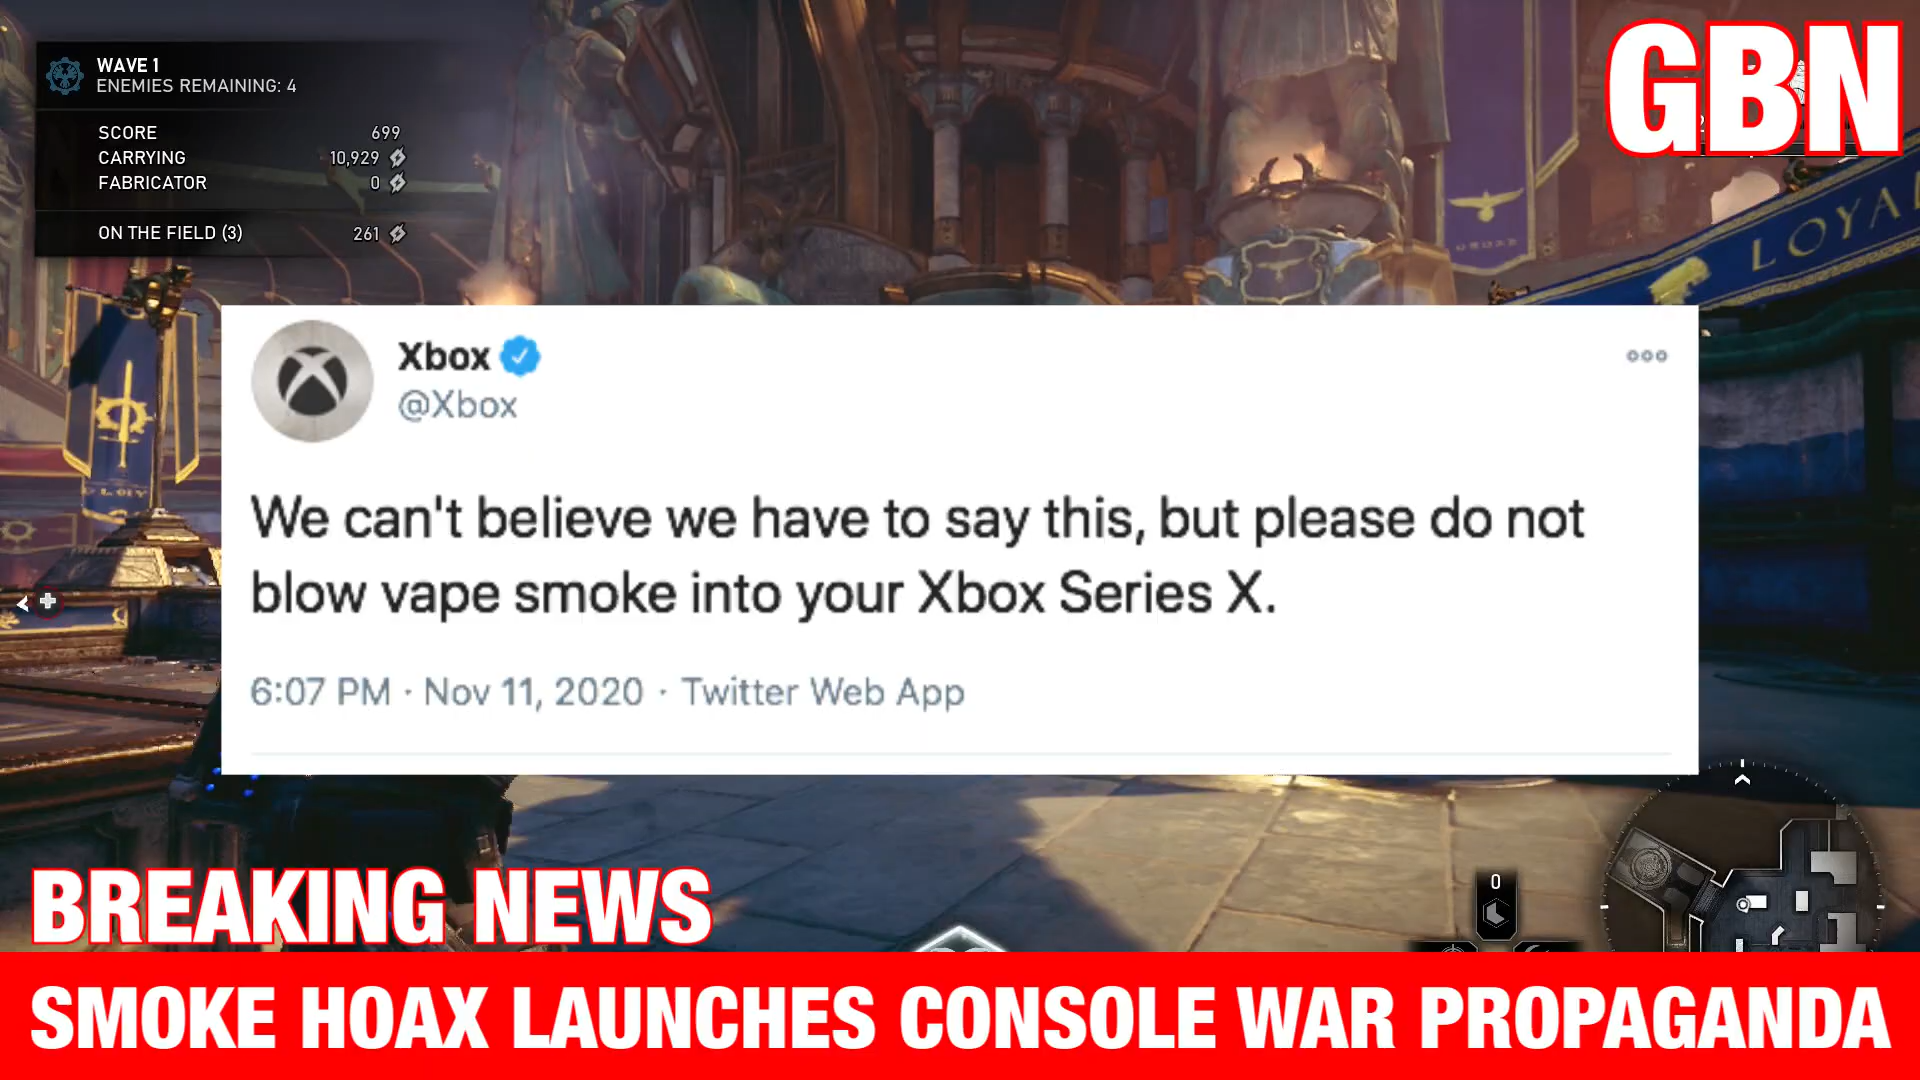 WAVE 1
ENEMIES REMAINING: 4
SCORE 699
CARRYING 10,929
FABRICATOR 0
ON THE FIELD (3) 261
GBN
LOYAL
Xbox
@Xbox
We can't believe we have to say this, but please do not
blow vape smoke into your Xbox Series X.
6:07 PM · Nov 11, 2020 · Twitter Web App
0
BREAKING NEWS
SMOKE HOAX LAUNCHES CONSOLE WAR PROPAGANDA